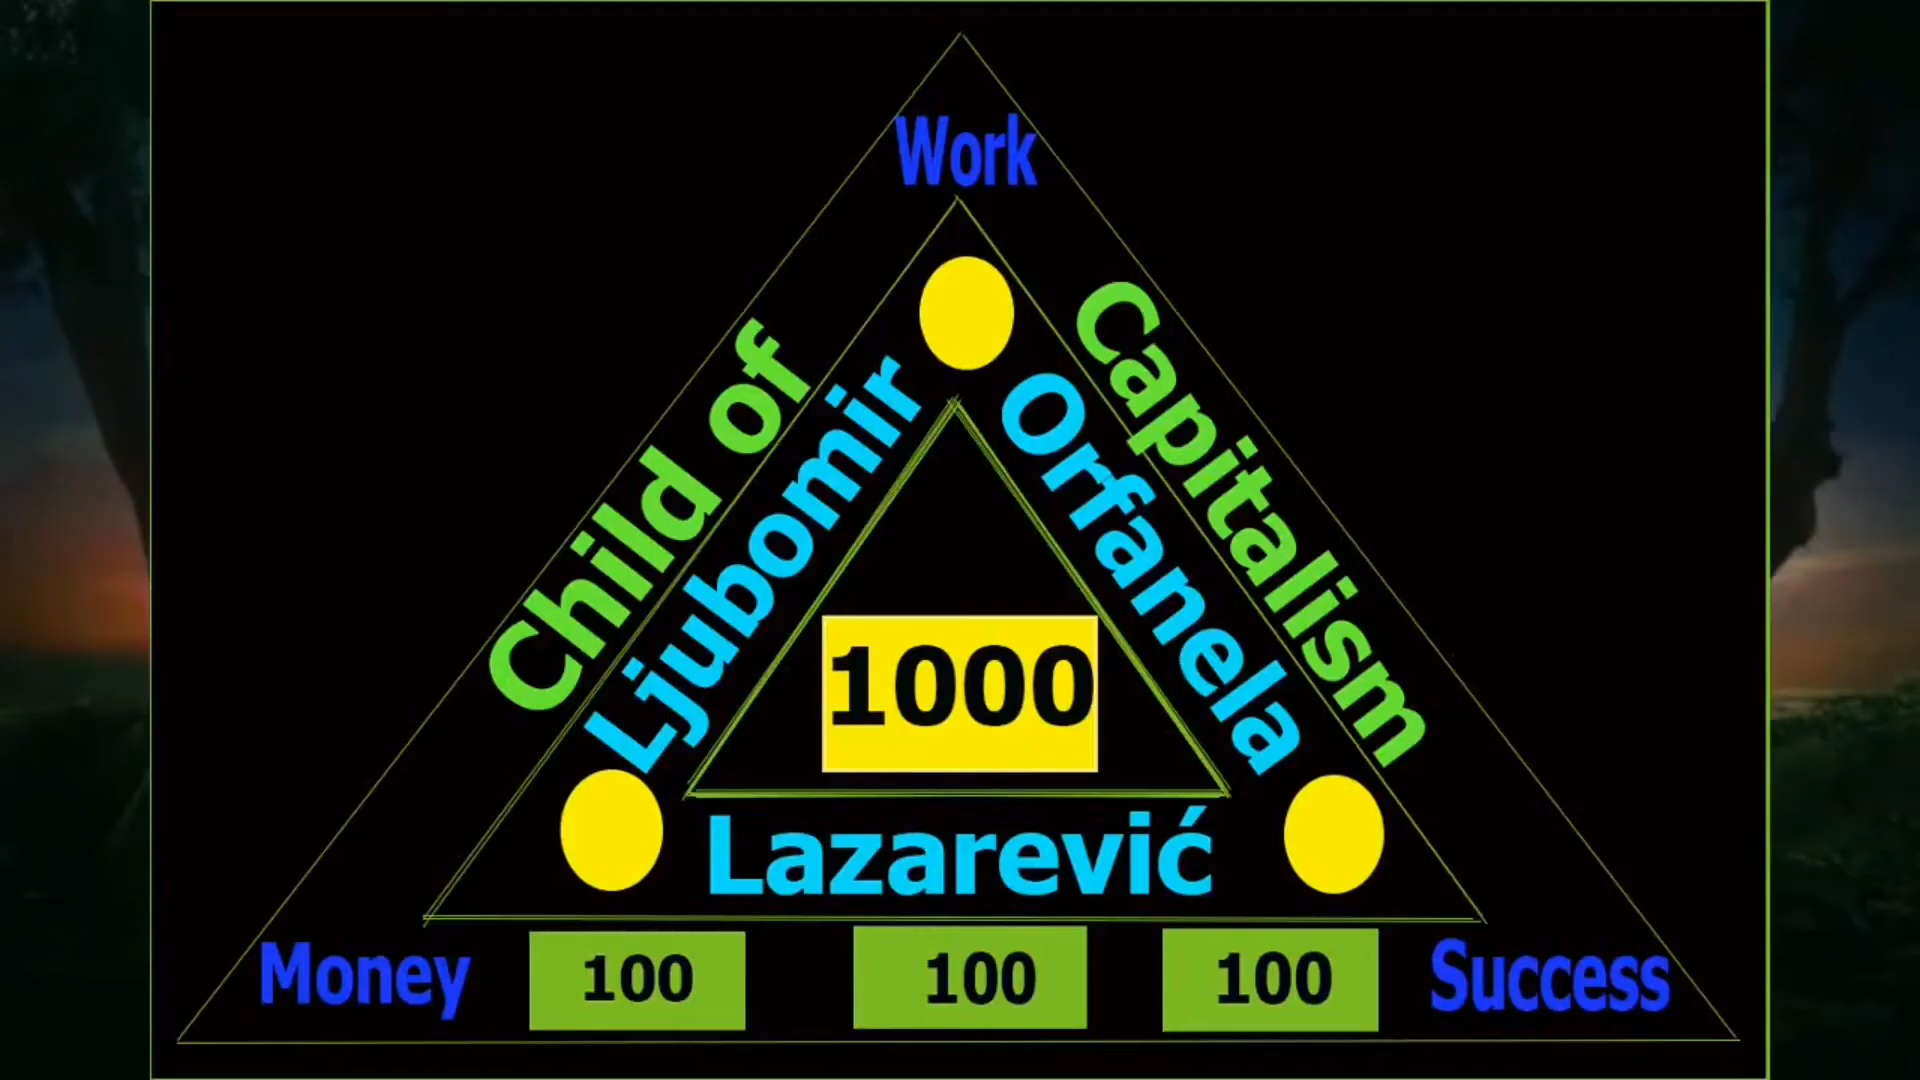 Work
Child of
Capitalism
Ljubomir
Orfanela
1000
Lazarević
Money
100
100
100
Success